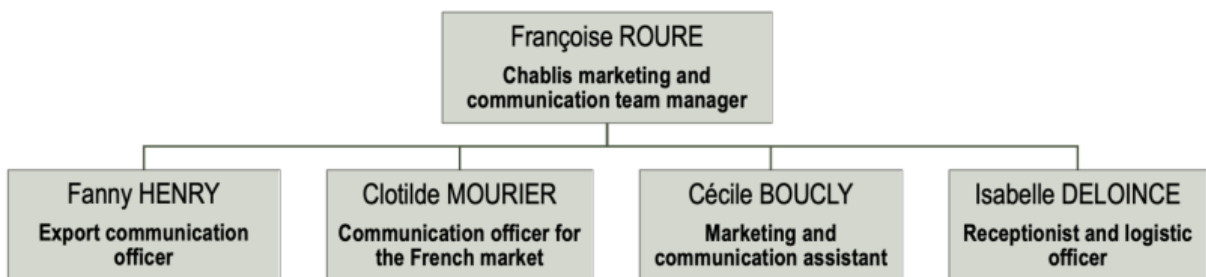 Françoise ROURE
Chablis marketing and
communication team manager
Fanny HENRY
Export communication
officer
Clotilde MOURIER
Communication officer for
the French market
Cécile BOUCLY
Marketing and
communication assistant
Isabelle DELOINCE
Receptionist and logistic
officer